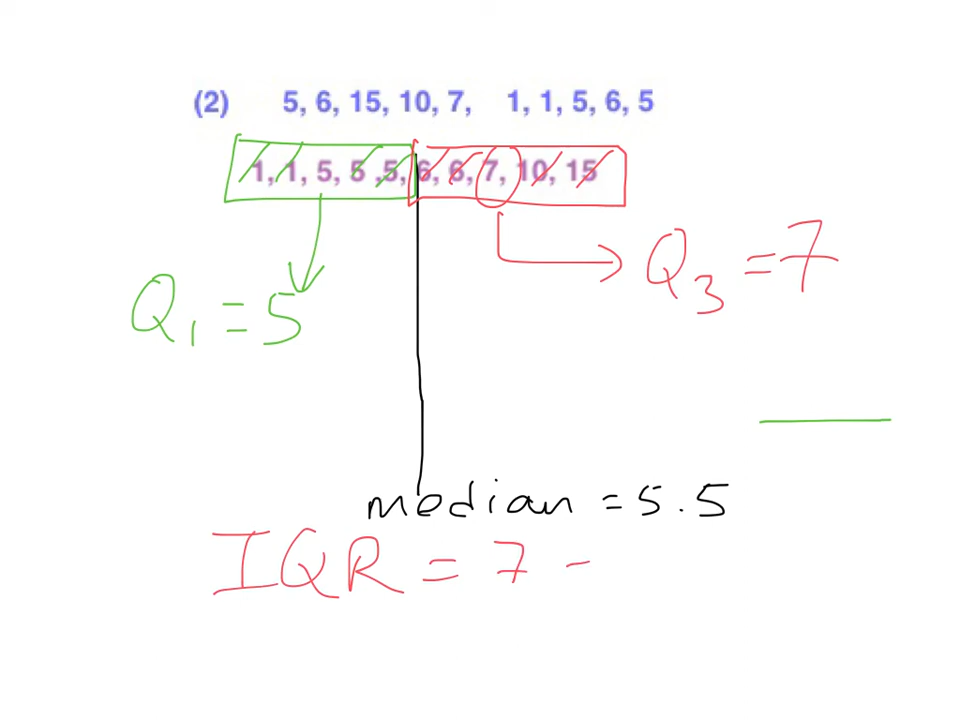 (2) 5, 6, 15, 10, 7, 1, 1, 5, 6, 5
1, 1, 5, 5 ,5, 6, 6, 7, 10, 15
Q3 = 7
Q1 = 5
median = 5.5
IQR = 7 -